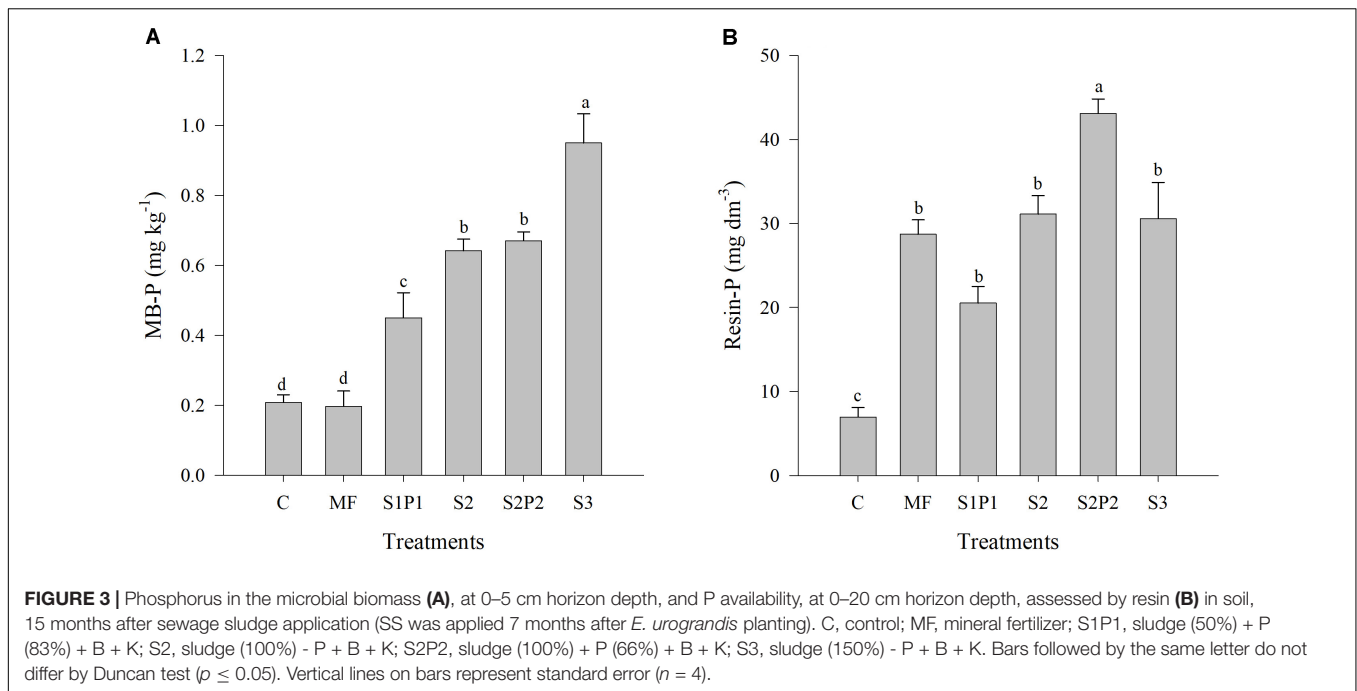 A
1.2
1.0
0.8
0.6
0.4
0.2
0.0
MB-P (mg kg⁻¹)
d
d
c
b
b
a
C MF S1P1 S2 S2P2 S3
Treatments
B
50
40
30
20
10
0
Resin-P (mg dm⁻³)
c
b
b
b
a
b
C MF S1P1 S2 S2P2 S3
Treatments
FIGURE 3 | Phosphorus in the microbial biomass (A), at 0–5 cm horizon depth, and P availability, at 0–20 cm horizon depth, assessed by resin (B) in soil,
15 months after sewage sludge application (SS was applied 7 months after E. urograndis planting). C, control; MF, mineral fertilizer; S1P1, sludge (50%) + P
(83%) + B + K; S2, sludge (100%) - P + B + K; S2P2, sludge (100%) + P (66%) + B + K; S3, sludge (150%) - P + B + K. Bars followed by the same letter do not
differ by Duncan test (p ≤ 0.05). Vertical lines on bars represent standard error (n = 4).